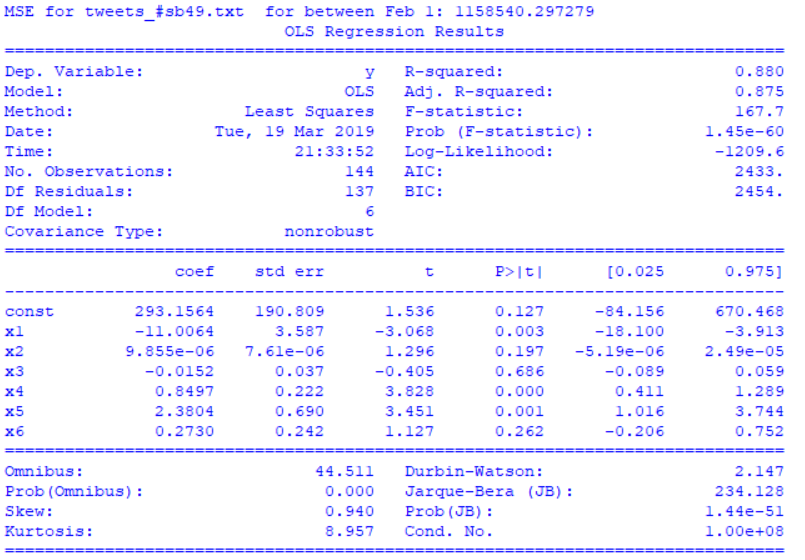 MSE for tweets_#sb49.txt  for between Feb 1: 1158540.297279
                            OLS Regression Results
==============================================================================
Dep. Variable:                      y   R-squared:                       0.880
Model:                            OLS   Adj. R-squared:                  0.875
Method:                 Least Squares   F-statistic:                     167.7
Date:                Tue, 19 Mar 2019   Prob (F-statistic):           1.45e-60
Time:                        21:33:52   Log-Likelihood:                -1209.6
No. Observations:                 144   AIC:                             2433.
Df Residuals:                     137   BIC:                             2454.
Df Model:                           6
Covariance Type:            nonrobust
==============================================================================
                 coef    std err          t      P>|t|      [0.025      0.975]
------------------------------------------------------------------------------
const        293.1564    190.809      1.536      0.127     -84.156     670.468
x1           -11.0064      3.587     -3.068      0.003     -18.100      -3.913
x2          9.855e-06   7.61e-06      1.296      0.197   -5.19e-06    2.49e-05
x3            -0.0152      0.037     -0.405      0.686      -0.089       0.059
x4             0.8497      0.222      3.828      0.000       0.411       1.289
x5             2.3804      0.690      3.451      0.001       1.016       3.744
x6             0.2730      0.242      1.127      0.262      -0.206       0.752
==============================================================================
Omnibus:                       44.511   Durbin-Watson:                   2.147
Prob(Omnibus):                  0.000   Jarque-Bera (JB):              234.128
Skew:                           0.940   Prob(JB):                     1.44e-51
Kurtosis:                       8.957   Cond. No.                     1.00e+08
==============================================================================